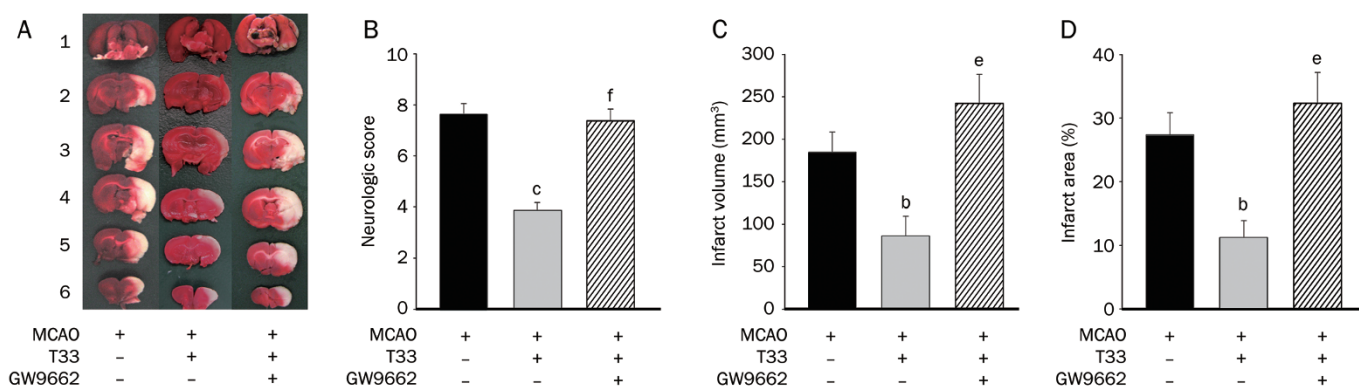 A
1
2
3
4
5
6
MCAO + + +
T33 – + +
GW9662 – – +
B
Neurologic score
10
8
6
4
2
0
c
f
MCAO + + +
T33 – + +
GW9662 – – +
C
Infarct volume (mm³)
300
250
200
150
100
50
0
b
e
MCAO + + +
T33 – + +
GW9662 – – +
D
Infarct area (%)
40
30
20
10
0
b
e
MCAO + + +
T33 – + +
GW9662 – – +